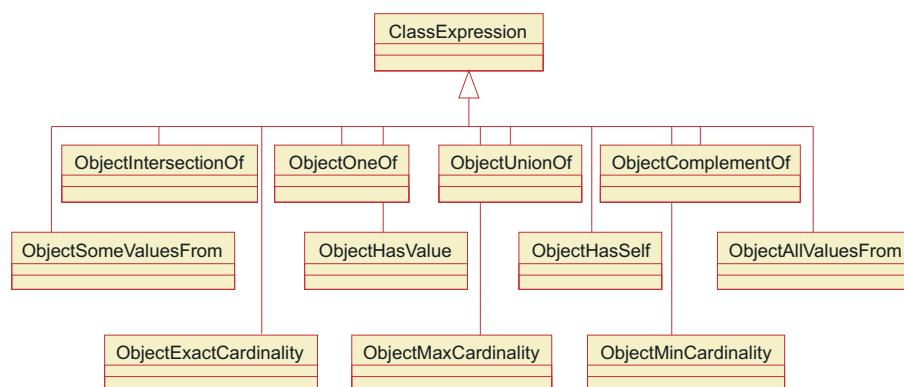 ClassExpression
ObjectIntersectionOf
ObjectOneOf
ObjectUnionOf
ObjectComplementOf
ObjectSomeValuesFrom
ObjectHasValue
ObjectHasSelf
ObjectAllValuesFrom
ObjectExactCardinality
ObjectMaxCardinality
ObjectMinCardinality